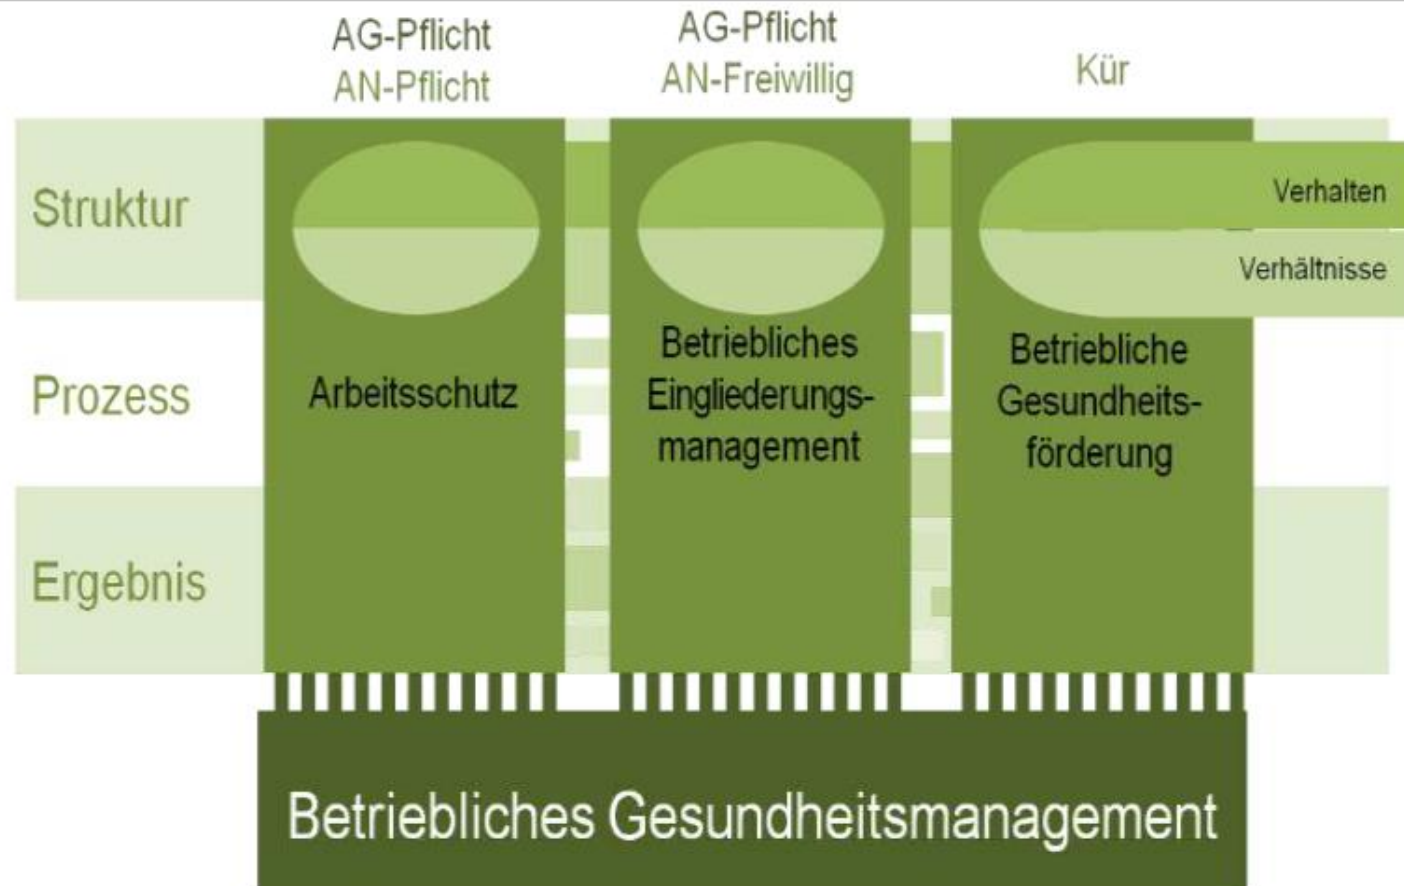 AG-Pflicht
AN-Pflicht
AG-Pflicht
AN-Freiwillig
Kür
Struktur
Verhalten
Verhältnisse
Prozess
Arbeitsschutz
Betriebliches
Eingliederungs-
management
Betriebliche
Gesundheits-
förderung
Ergebnis
Betriebliches Gesundheitsmanagement